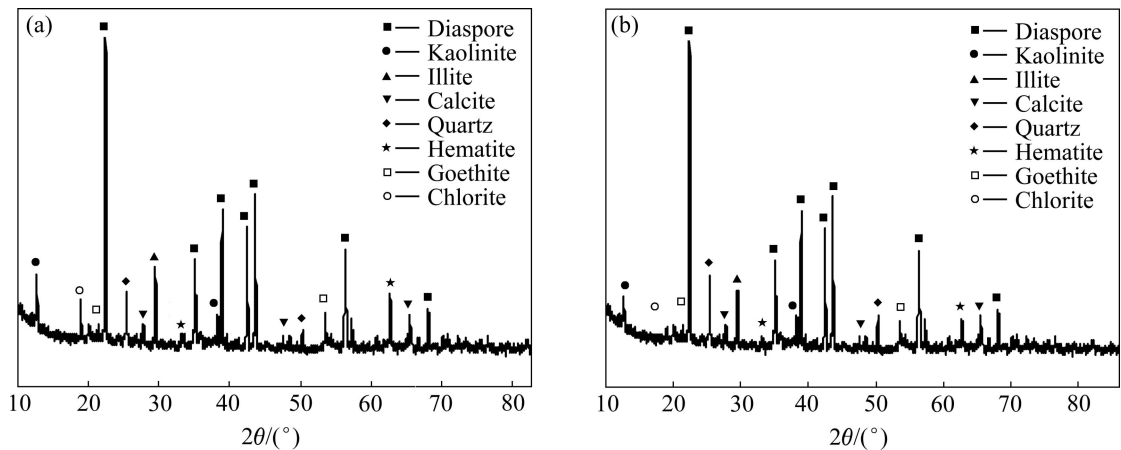 (a)
Diaspore
Kaolinite
Illite
Calcite
Quartz
Hematite
Goethite
Chlorite
10 20 30 40 50 60 70 80
2θ/(°)
(b)
Diaspore
Kaolinite
Illite
Calcite
Quartz
Hematite
Goethite
Chlorite
10 20 30 40 50 60 70 80
2θ/(°)